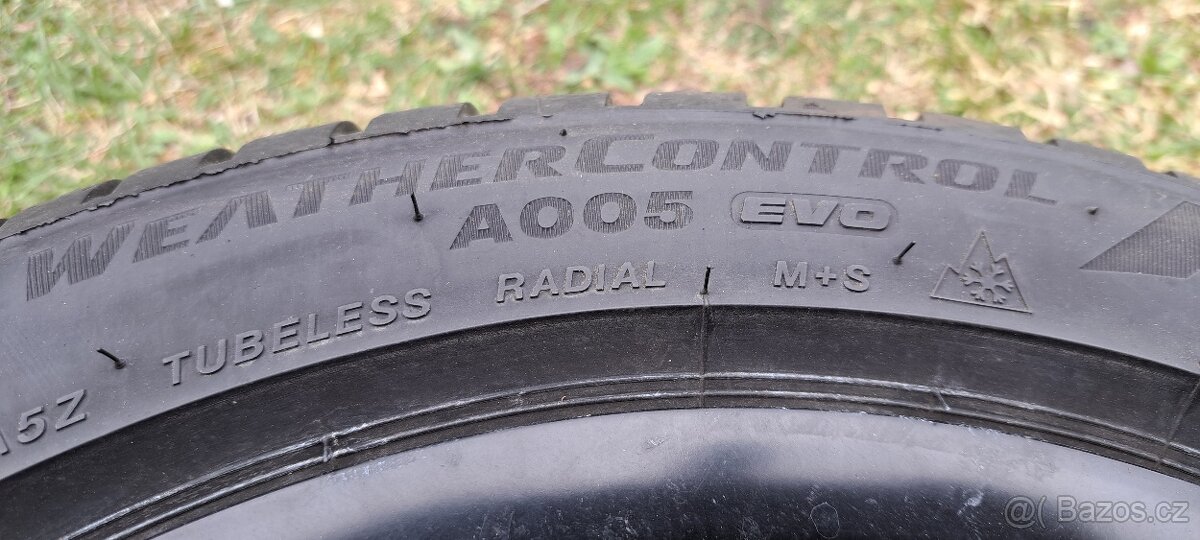 WEATHERCONTROL
A005 EVO
TUBELESS RADIAL M+S
5Z
@Bazos.cz